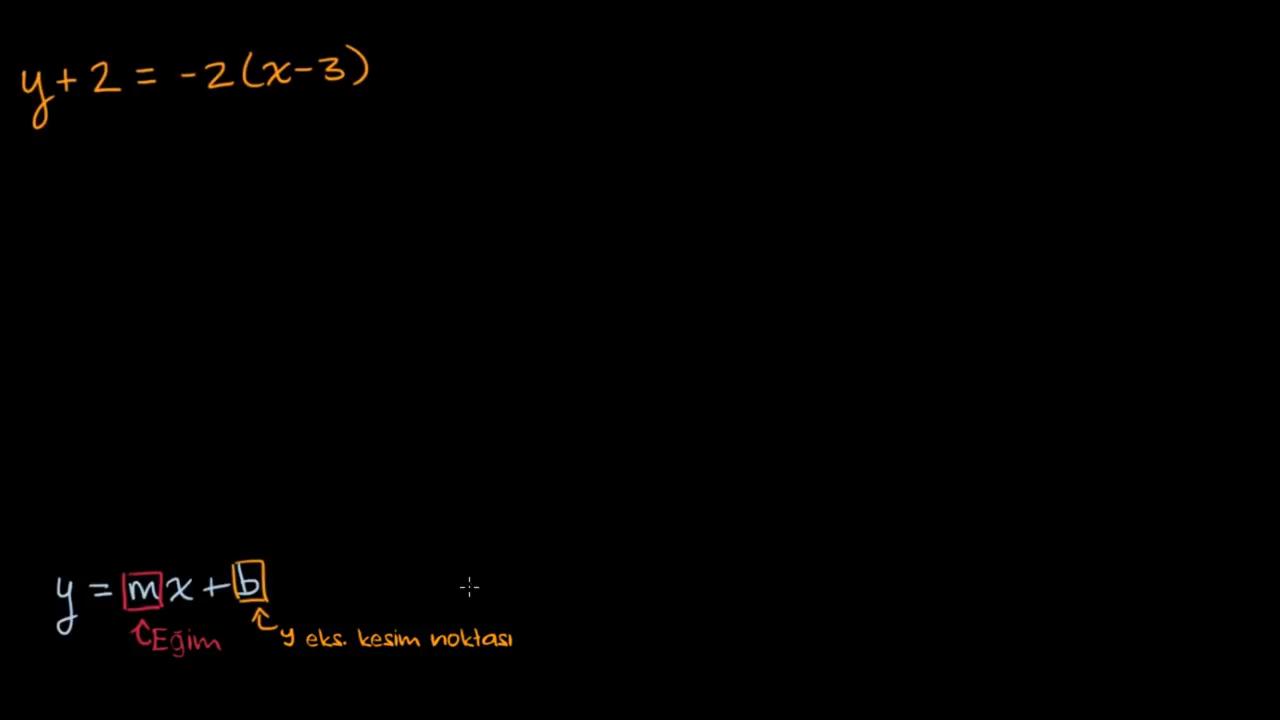 y+2 = -2(x-3)
y = mx+b
Eğim
y eks. kesim noktası